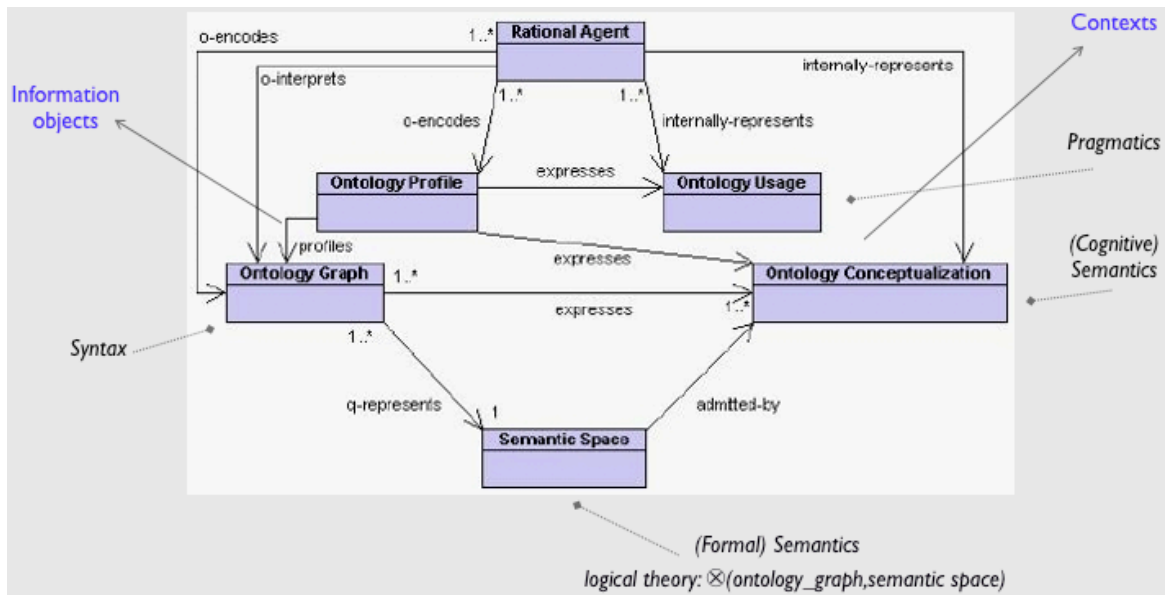 Contexts
o-encodes
1..*
Rational Agent
internally-represents
o-interprets
Information
objects
1..*
1..*
o-encodes
internally-represents
Pragmatics
Ontology Profile
expresses
Ontology Usage
profiles
expresses
(Cognitive)
Semantics
Ontology Graph
1..*
Ontology Conceptualization
expresses
1..*
1..*
Syntax
q-represents
1
admitted-by
Semantic Space
(Formal) Semantics
logical theory: ⊗(ontology_graph,semantic space)